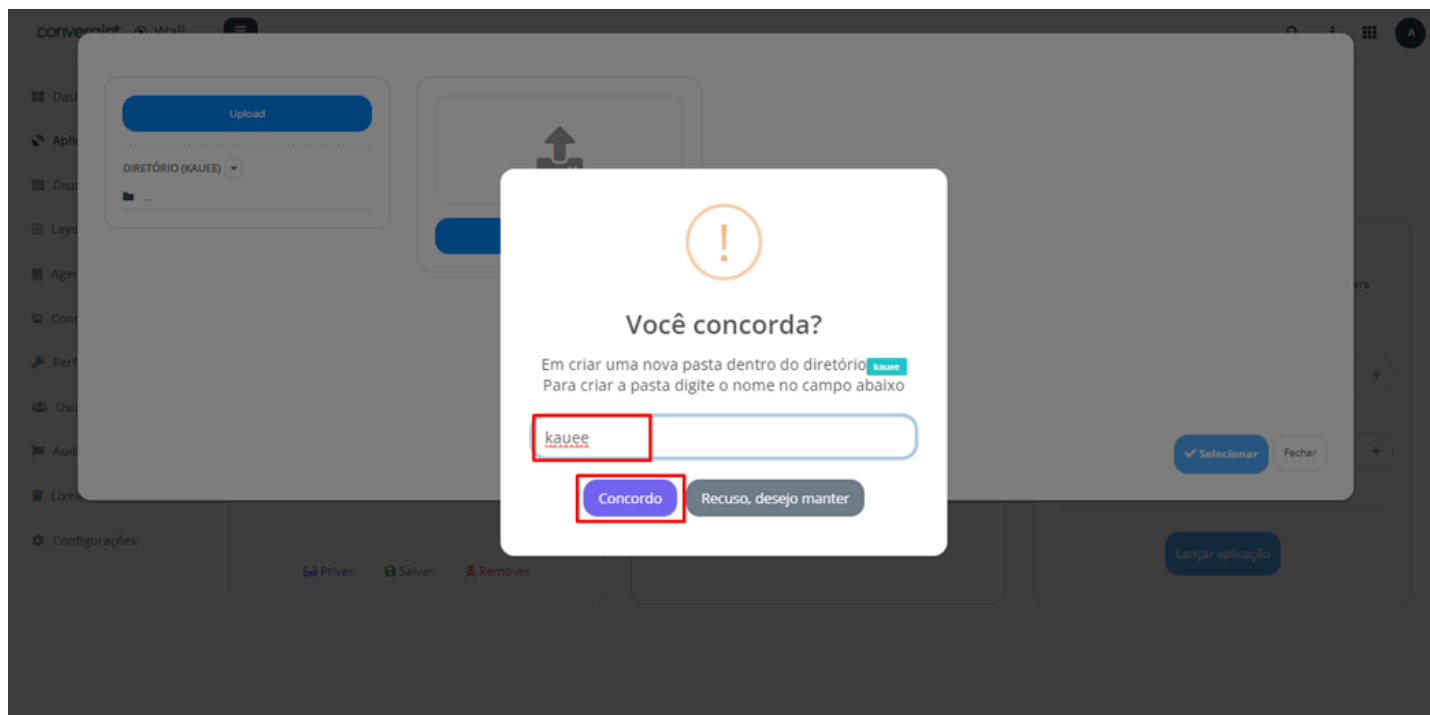 convergint Wall
A
Upload
DIRETÓRIO (KAUEE)
...
Você concorda?
Em criar uma nova pasta dentro do diretório kauee
Para criar a pasta digite o nome no campo abaixo
kauee
Concordo
Recuso, desejo manter
Selecionar
Fechar
Configurações
Privar
Salvar
Remover
Lançar aplicação